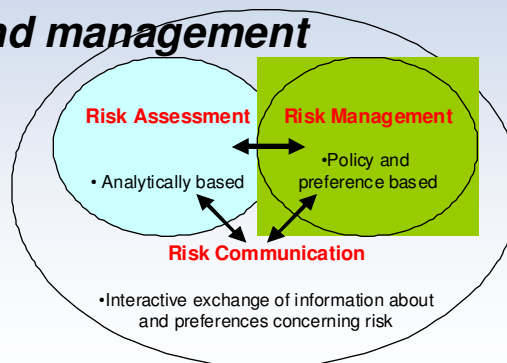 nd management
Risk Assessment
Risk Management
• Analytically based
•Policy and
preference based
Risk Communication
•Interactive exchange of information about
and preferences concerning risk